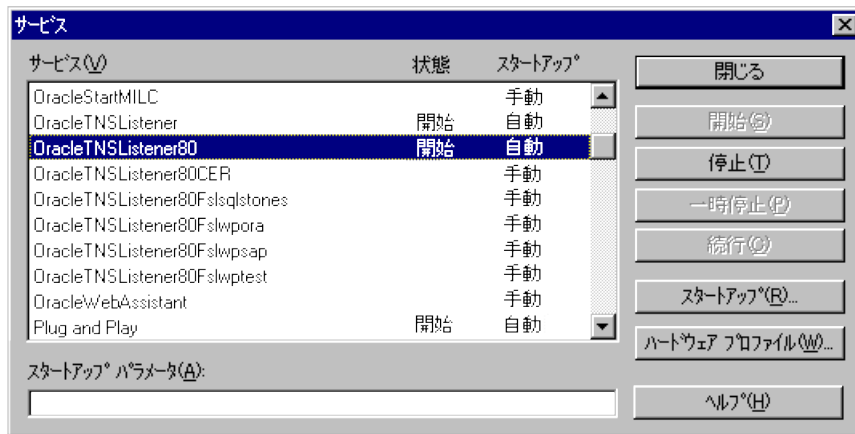 サービス
サービス(V) 状態 スタートアップ
OracleStartMILC 手動
OracleTNSListener 開始 自動
OracleTNSListener80 開始 自動
OracleTNSListener80CER 手動
OracleTNSListener80Fslsqlstones 手動
OracleTNSListener80Fslwpora 手動
OracleTNSListener80Fslwpsap 手動
OracleTNSListener80Fslwptest 手動
OracleWebAssistant 手動
Plug and Play 開始 自動
スタートアップ パラメータ(A):
閉じる
開始(S)
停止(T)
一時停止(P)
続行(C)
スタートアップ(R)...
ハードウェア プロファイル(W)...
ヘルプ(H)